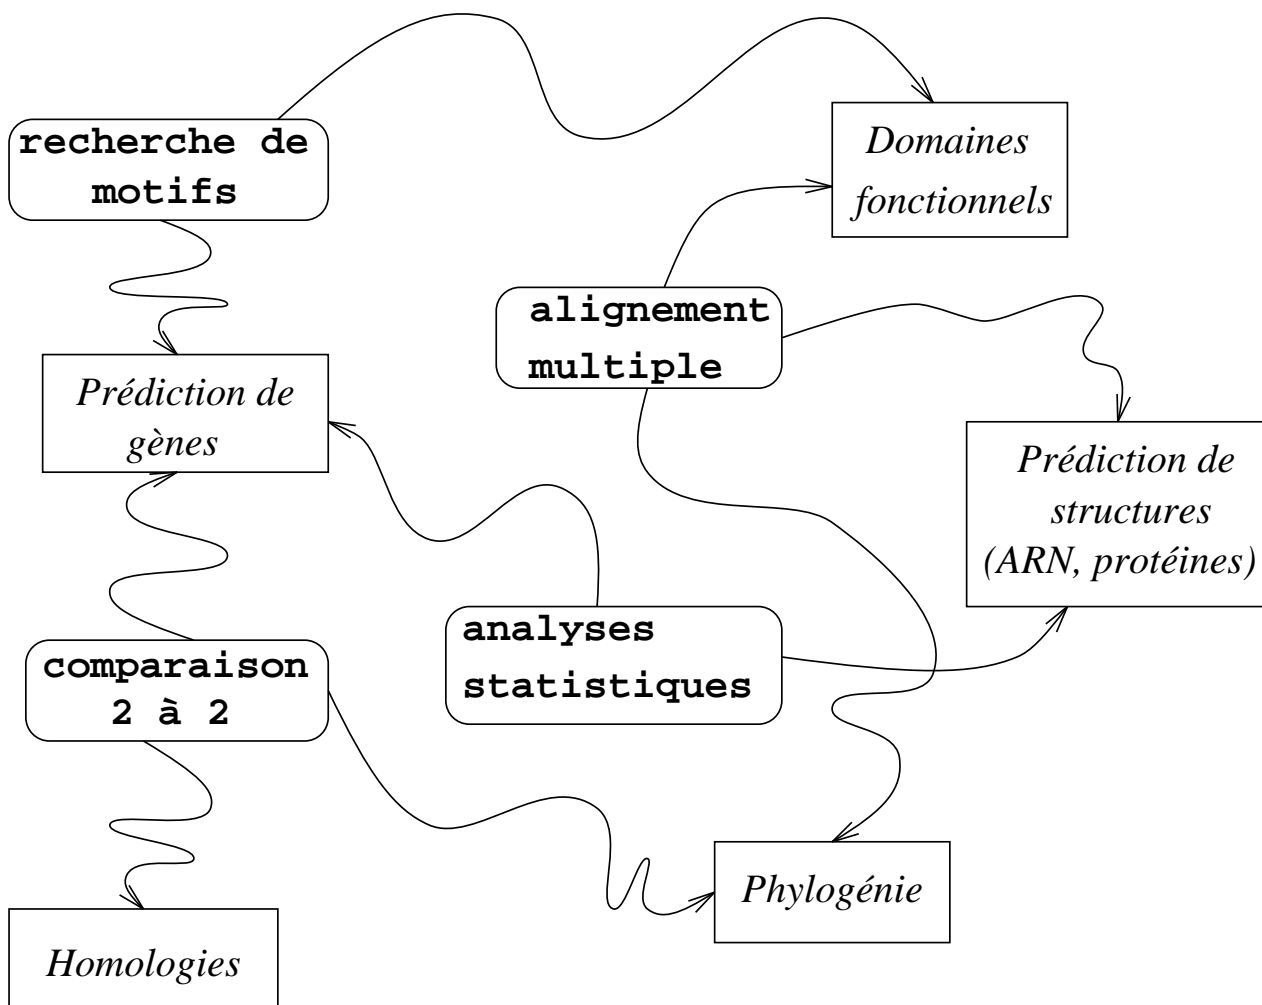 recherche de
motifs
Domaines
fonctionnels
alignement
multiple
Prédiction de
gènes
Prédiction de
structures
(ARN, protéines)
analyses
statistiques
comparaison
2 à 2
Phylogénie
Homologies